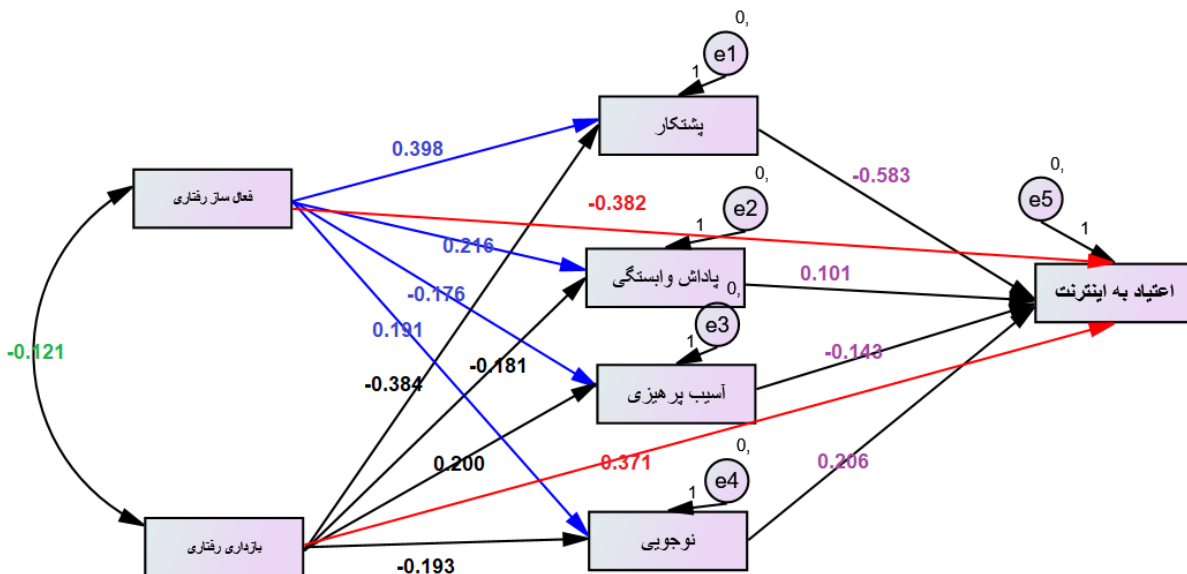 0,
e1
1
پشتکار
0.398
فعال ساز رفتاری
-0.583
0,
e2
1
-0.382
0,
e5
1
0.216
پاداش وابستگی
0.101
اعتیاد به اینترنت
-0.176
0,
e3
1
0.191
-0.121
-0.181
-0.143
-0.384
آسیب پرهیزی
0.200
0.371
0.206
0,
e4
1
نوجویی
بازداری رفتاری
-0.193